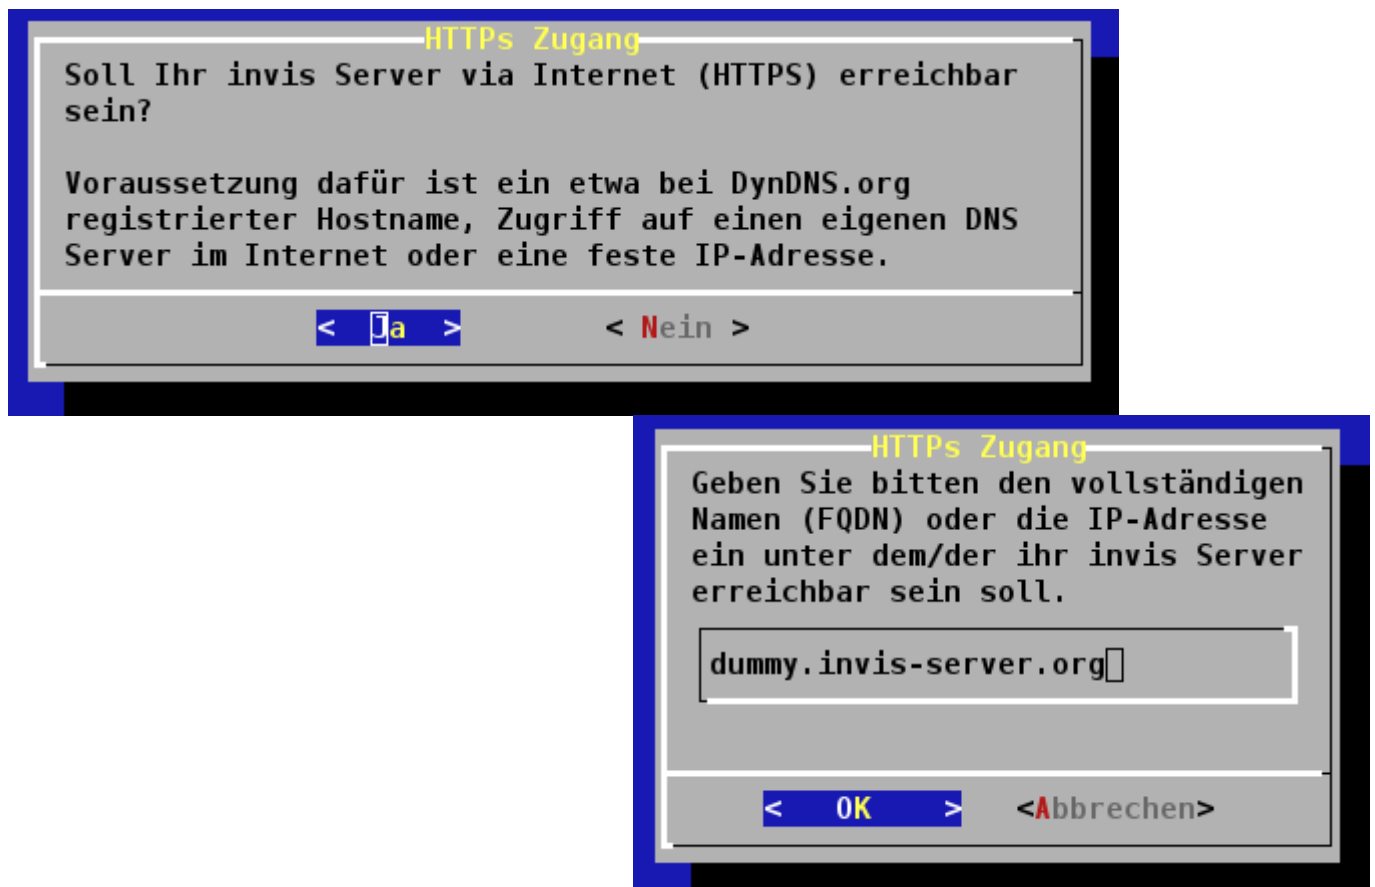 HTTPs Zugang
Soll Ihr invis Server via Internet (HTTPS) erreichbar
sein?
Voraussetzung dafür ist ein etwa bei DynDNS.org
registrierter Hostname, Zugriff auf einen eigenen DNS
Server im Internet oder eine feste IP-Adresse.
<  Ja  > < Nein >
HTTPs Zugang
Geben Sie bitten den vollständigen
Namen (FQDN) oder die IP-Adresse
ein unter dem/der ihr invis Server
erreichbar sein soll.
dummy.invis-server.org
<   OK   > <Abbrechen>